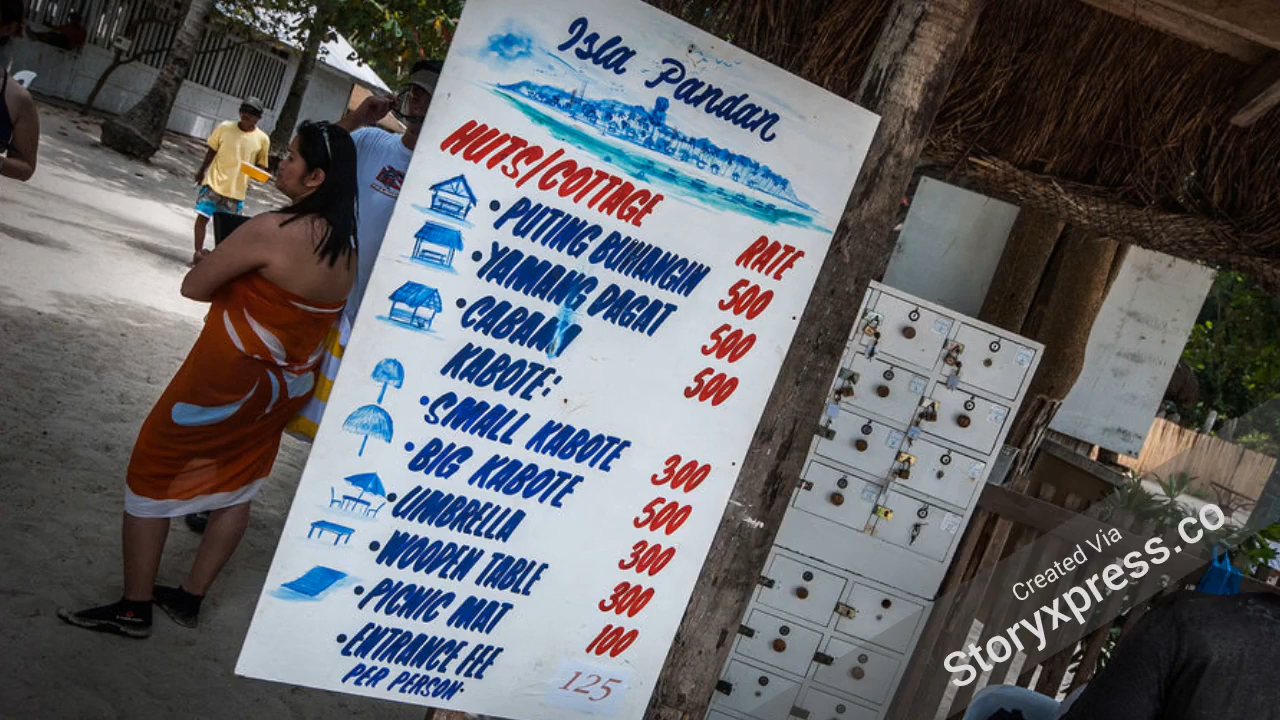 Isla Pandan
HUTS/COTTAGE
RATE
• PUTING BUHANGIN 500
• YAMANG DAGAT 500
• CABANA 500
KABOTE:
• SMALL KABOTE 300
• BIG KABOTE 500
• UMBRELLA 300
• WOODEN TABLE 300
• PICNIC MAT 100
• ENTRANCE FEE
PER PERSON- 125
Created Via
Storyxpress.co